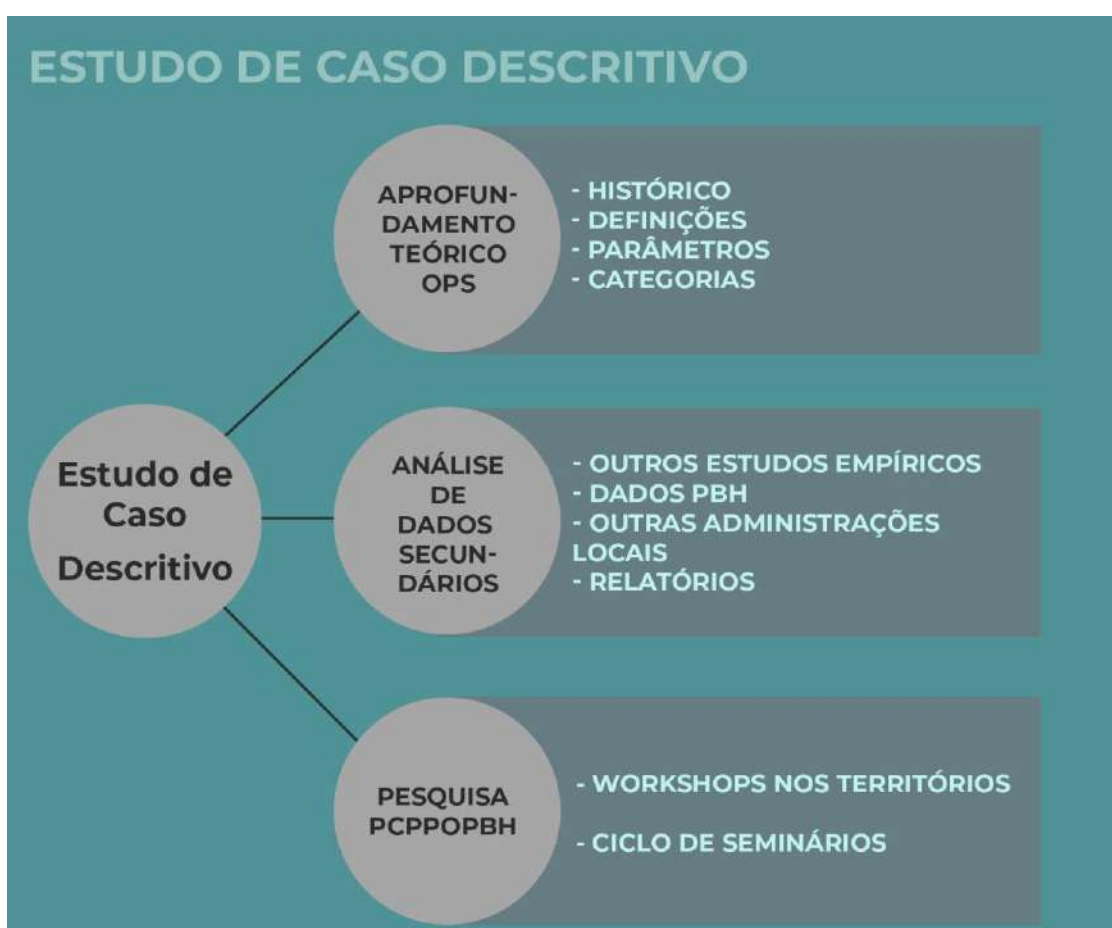 ESTUDO DE CASO DESCRITIVO
Estudo de
Caso
Descritivo
APROFUN-
DAMENTO
TEÓRICO
OPS
- HISTÓRICO
- DEFINIÇÕES
- PARÂMETROS
- CATEGORIAS
ANÁLISE
DE
DADOS
SECUN-
DÁRIOS
- OUTROS ESTUDOS EMPÍRICOS
- DADOS PBH
- OUTRAS ADMINISTRAÇÕES
LOCAIS
- RELATÓRIOS
PESQUISA
PCPPOPBH
- WORKSHOPS NOS TERRITÓRIOS
- CICLO DE SEMINÁRIOS